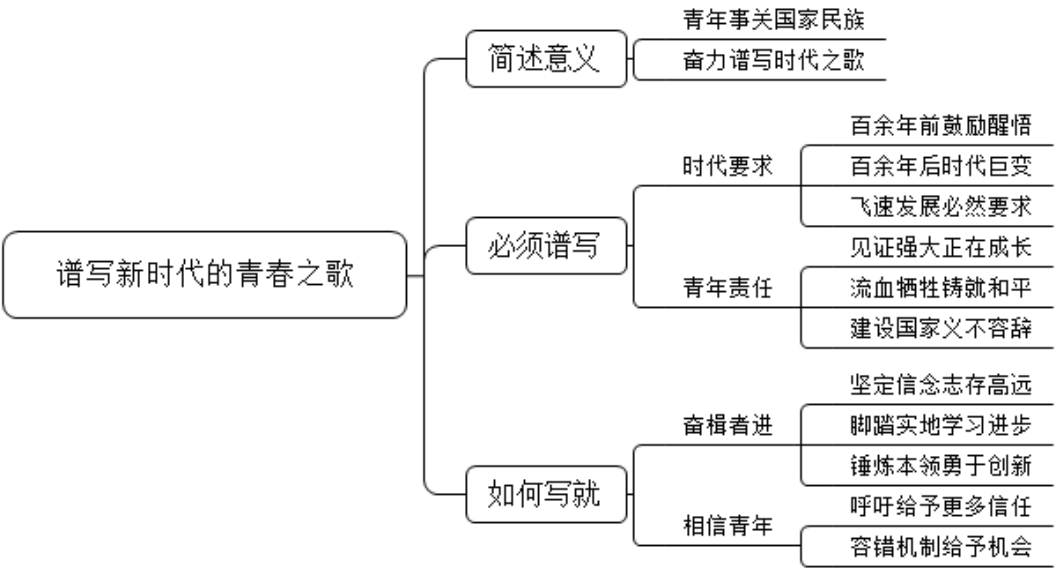 谱写新时代的青春之歌
简述意义
青年事关国家民族
奋力谱写时代之歌
必须谱写
时代要求
百余年前鼓励醒悟
百余年后时代巨变
飞速发展必然要求
青年责任
见证强大正在成长
流血牺牲铸就和平
建设国家义不容辞
如何写就
奋楫者进
坚定信念志存高远
脚踏实地学习进步
锤炼本领勇于创新
相信青年
呼吁给予更多信任
容错机制给予机会